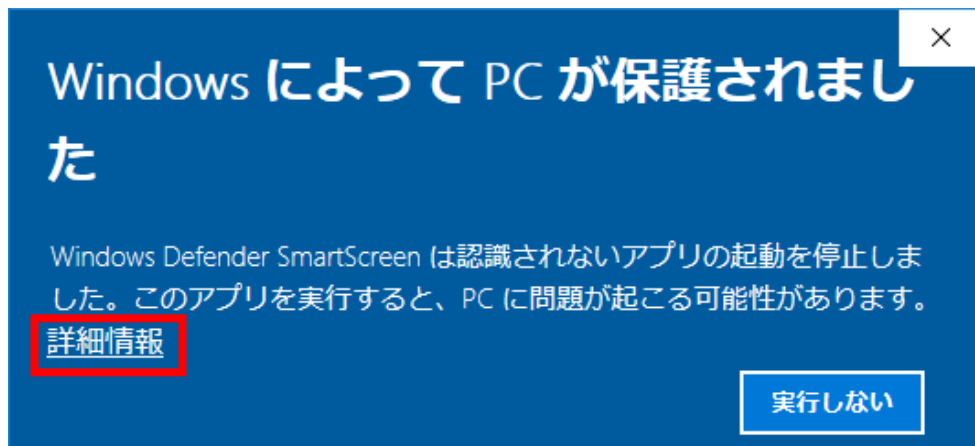 Windows によって PC が保護されまし
た
Windows Defender SmartScreen は認識されないアプリの起動を停止しま
した。このアプリを実行すると、PC に問題が起こる可能性があります。
詳細情報
実行しない